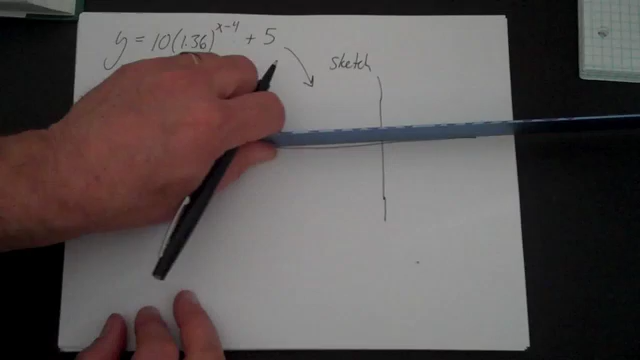 y = 10(1.36)^{x-4} + 5
Sketch